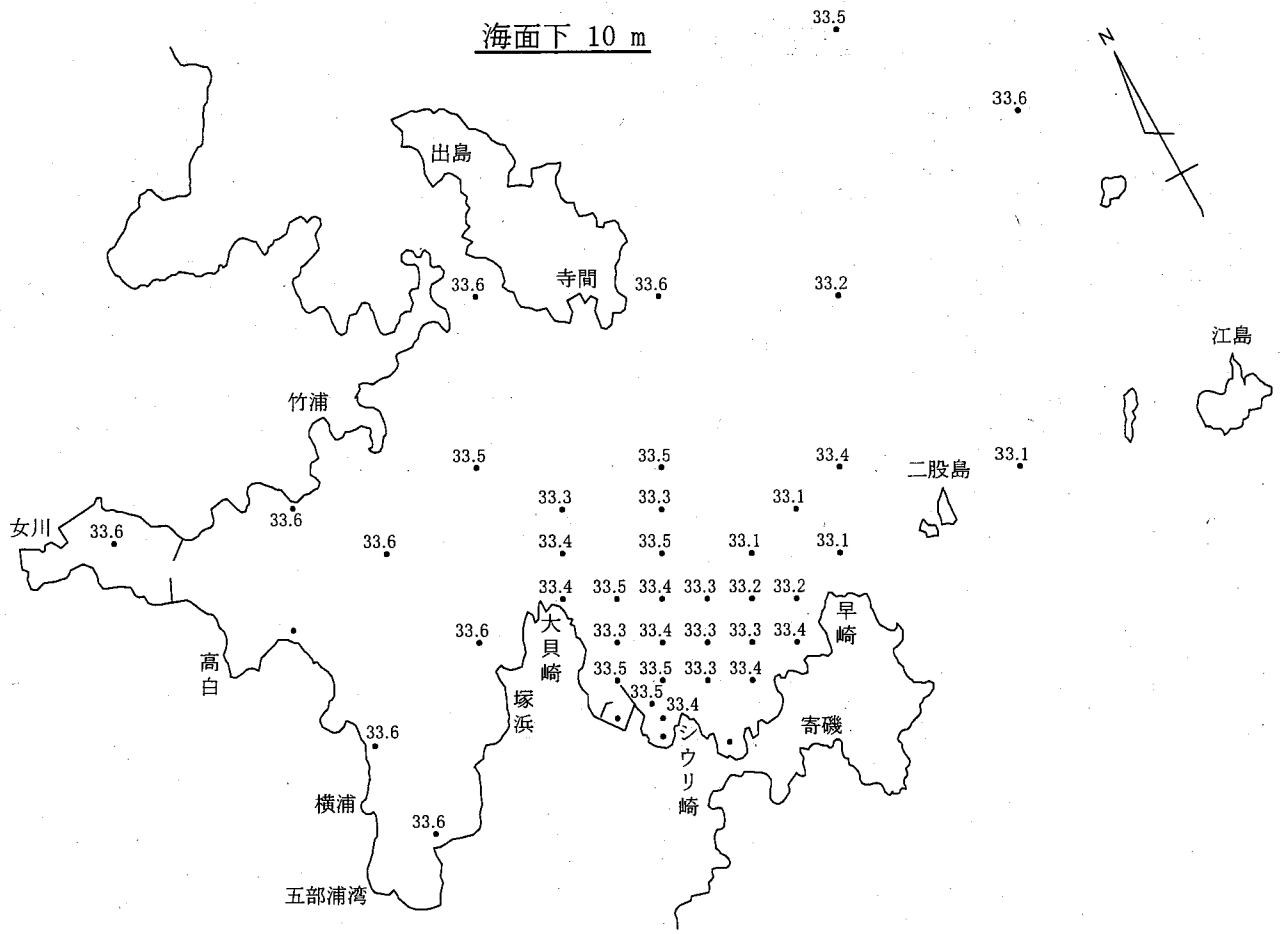 海面下 10 m
33.5
N
33.6
出島
寺間
33.6 33.6 33.2
江島
竹浦
33.5 33.5 33.4 33.1
二股島
33.3 33.3 33.1
女川
33.6
33.6
33.6 33.4 33.5 33.1 33.1
33.4 33.5 33.4 33.3 33.2 33.2
早崎
大貝崎
33.6 33.3 33.4 33.3 33.3 33.4
高白
33.5 33.5 33.3 33.4
塚浜
33.5
33.4
シウリ崎
寄磯
33.6
横浦
33.6
五部浦湾